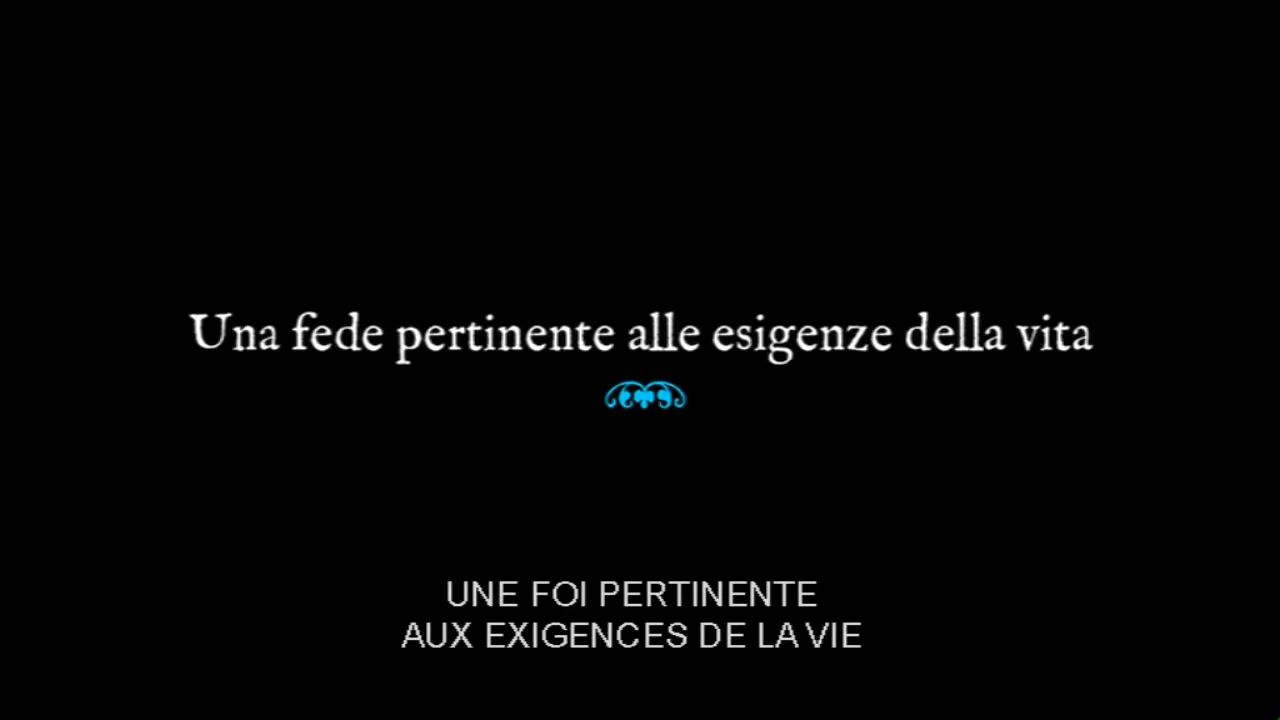 Una fede pertinente alle esigenze della vita
UNE FOI PERTINENTE
AUX EXIGENCES DE LA VIE